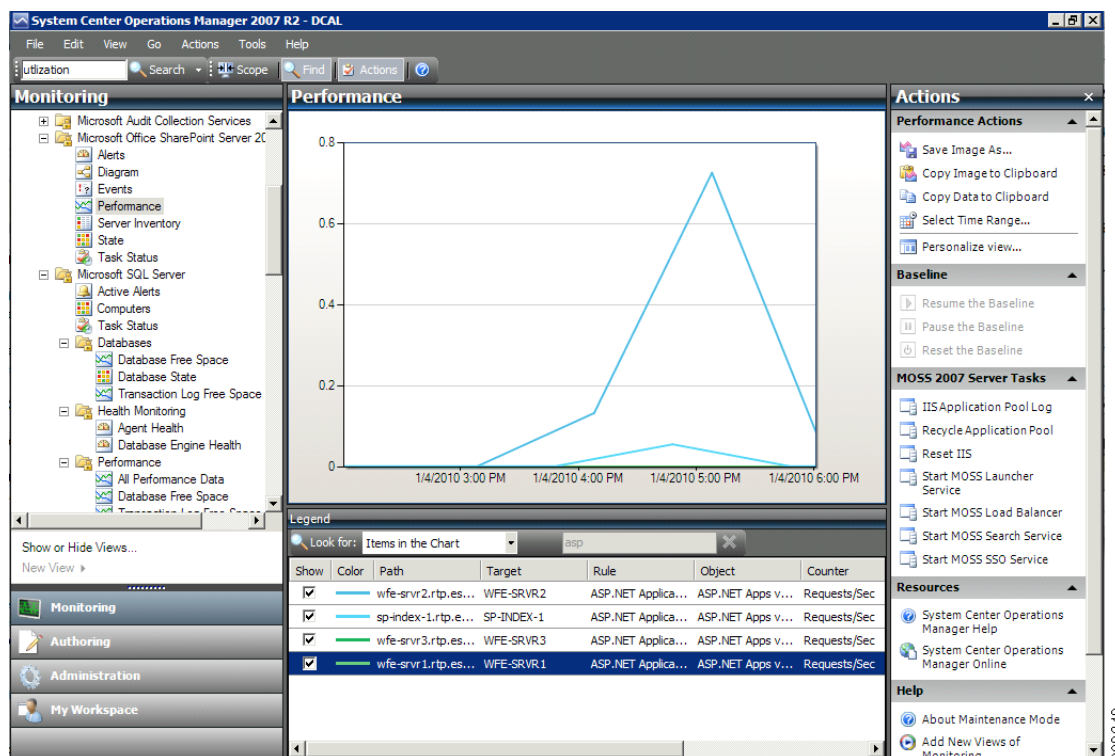 System Center Operations Manager 2007 R2 - DCAL
File Edit View Go Actions Tools Help
utlization Search Scope Find Actions
Monitoring
Microsoft Audit Collection Services
Microsoft Office SharePoint Server 20
Alerts
Diagram
Events
Performance
Server Inventory
State
Task Status
Microsoft SQL Server
Active Alerts
Computers
Task Status
Databases
Database Free Space
Database State
Transaction Log Free Space
Health Monitoring
Agent Health
Database Engine Health
Performance
All Performance Data
Database Free Space
Transaction Log Free Space
Show or Hide Views...
New View
Monitoring
Authoring
Administration
My Workspace
Performance
0.8
0.6
0.4
0.2
0
1/4/2010 3:00 PM 1/4/2010 4:00 PM 1/4/2010 5:00 PM 1/4/2010 6:00 PM
Legend
Look for: Items in the Chart asp
Show Color Path Target Rule Object Counter
wfe-srvr2.rtp.es... WFE-SRVR2 ASP.NET Applica... ASP.NET Apps v... Requests/Sec
sp-index-1.rtp.e... SP-INDEX-1 ASP.NET Applica... ASP.NET Apps v... Requests/Sec
wfe-srvr3.rtp.es... WFE-SRVR3 ASP.NET Applica... ASP.NET Apps v... Requests/Sec
wfe-srvr1.rtp.es... WFE-SRVR1 ASP.NET Applica... ASP.NET Apps v... Requests/Sec
Actions
Performance Actions
Save Image As...
Copy Image to Clipboard
Copy Data to Clipboard
Select Time Range...
Personalize view...
Baseline
Resume the Baseline
Pause the Baseline
Reset the Baseline
MOSS 2007 Server Tasks
IIS Application Pool Log
Recycle Application Pool
Reset IIS
Start MOSS Launcher
Service
Start MOSS Load Balancer
Start MOSS Search Service
Start MOSS SSO Service
Resources
System Center Operations
Manager Help
System Center Operations
Manager Online
Help
About Maintenance Mode
Add New Views of
Monitoring